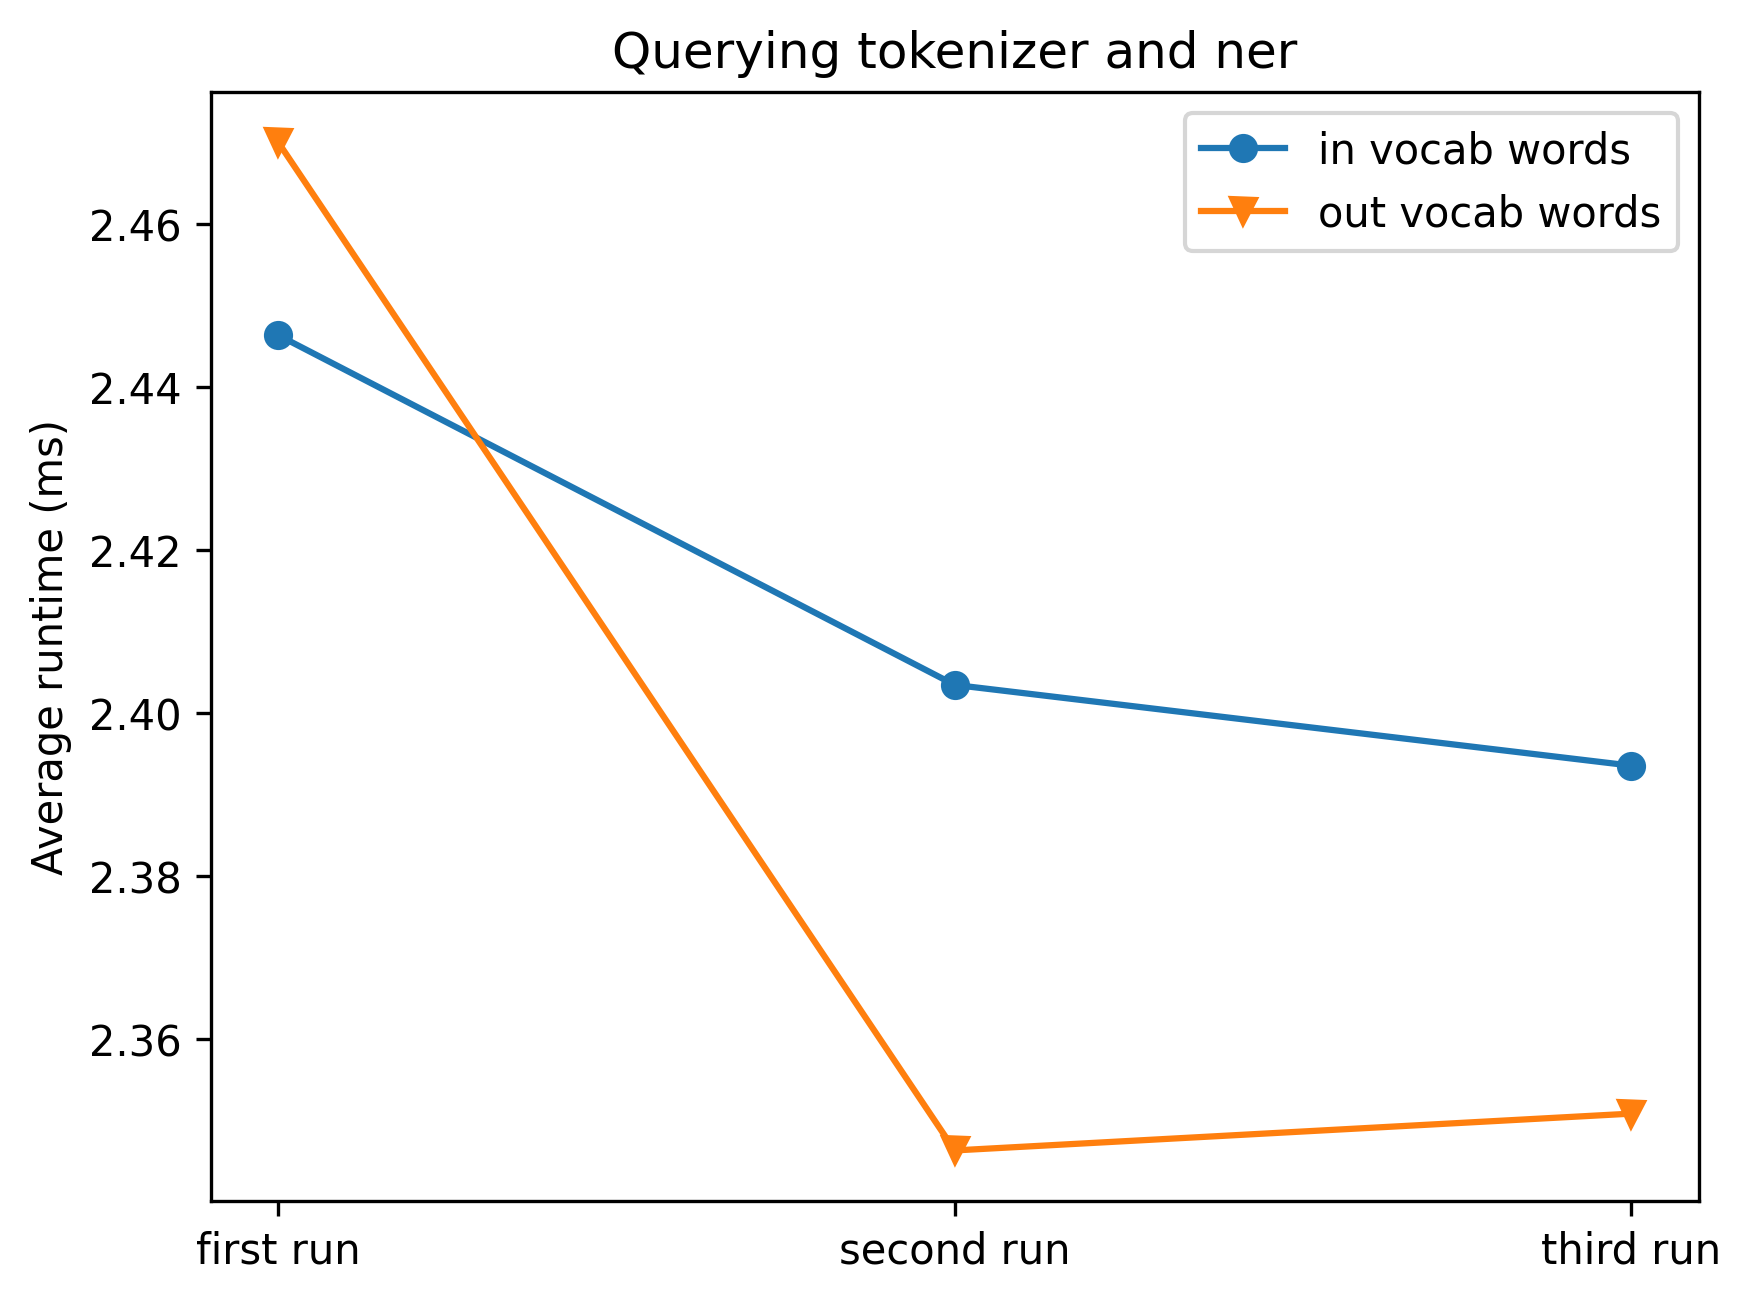 Querying tokenizer and ner
in vocab words
out vocab words
Average runtime (ms)
2.46
2.44
2.42
2.40
2.38
2.36
first run
second run
third run